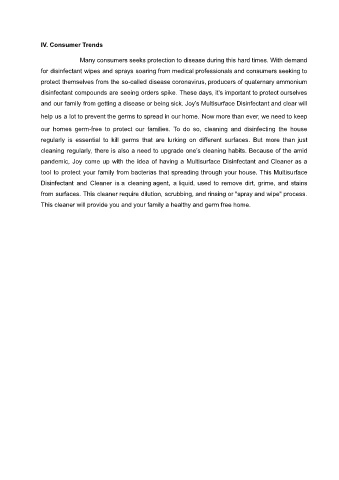 IV. Consumer Trends
Many consumers seeks protection to disease during this hard times. With demand
for disinfectant wipes and sprays soaring from medical professionals and consumers seeking to
protect themselves from the so-called disease coronavirus, producers of quaternary ammonium
disinfectant compounds are seeing orders spike. These days, it's important to protect ourselves
and our family from getting a disease or being sick. Joy's Multisurface Disinfectant and clear will
help us a lot to prevent the germs to spread in our home. Now more than ever, we need to keep
our homes germ-free to protect our families. To do so, cleaning and disinfecting the house
regularly is essential to kill germs that are lurking on different surfaces. But more than just
cleaning regularly, there is also a need to upgrade one's cleaning habits. Because of the amid
pandemic, Joy come up with the idea of having a Multisurface Disinfectant and Cleaner as a
tool to protect your family from bacterias that spreading through your house. This Multisurface
Disinfectant and Cleaner is a cleaning agent, a liquid, used to remove dirt, grime, and stains
from surfaces. This cleaner require dilution, scrubbing, and rinsing or "spray and wipe" process.
This cleaner will provide you and your family a healthy and germ free home.